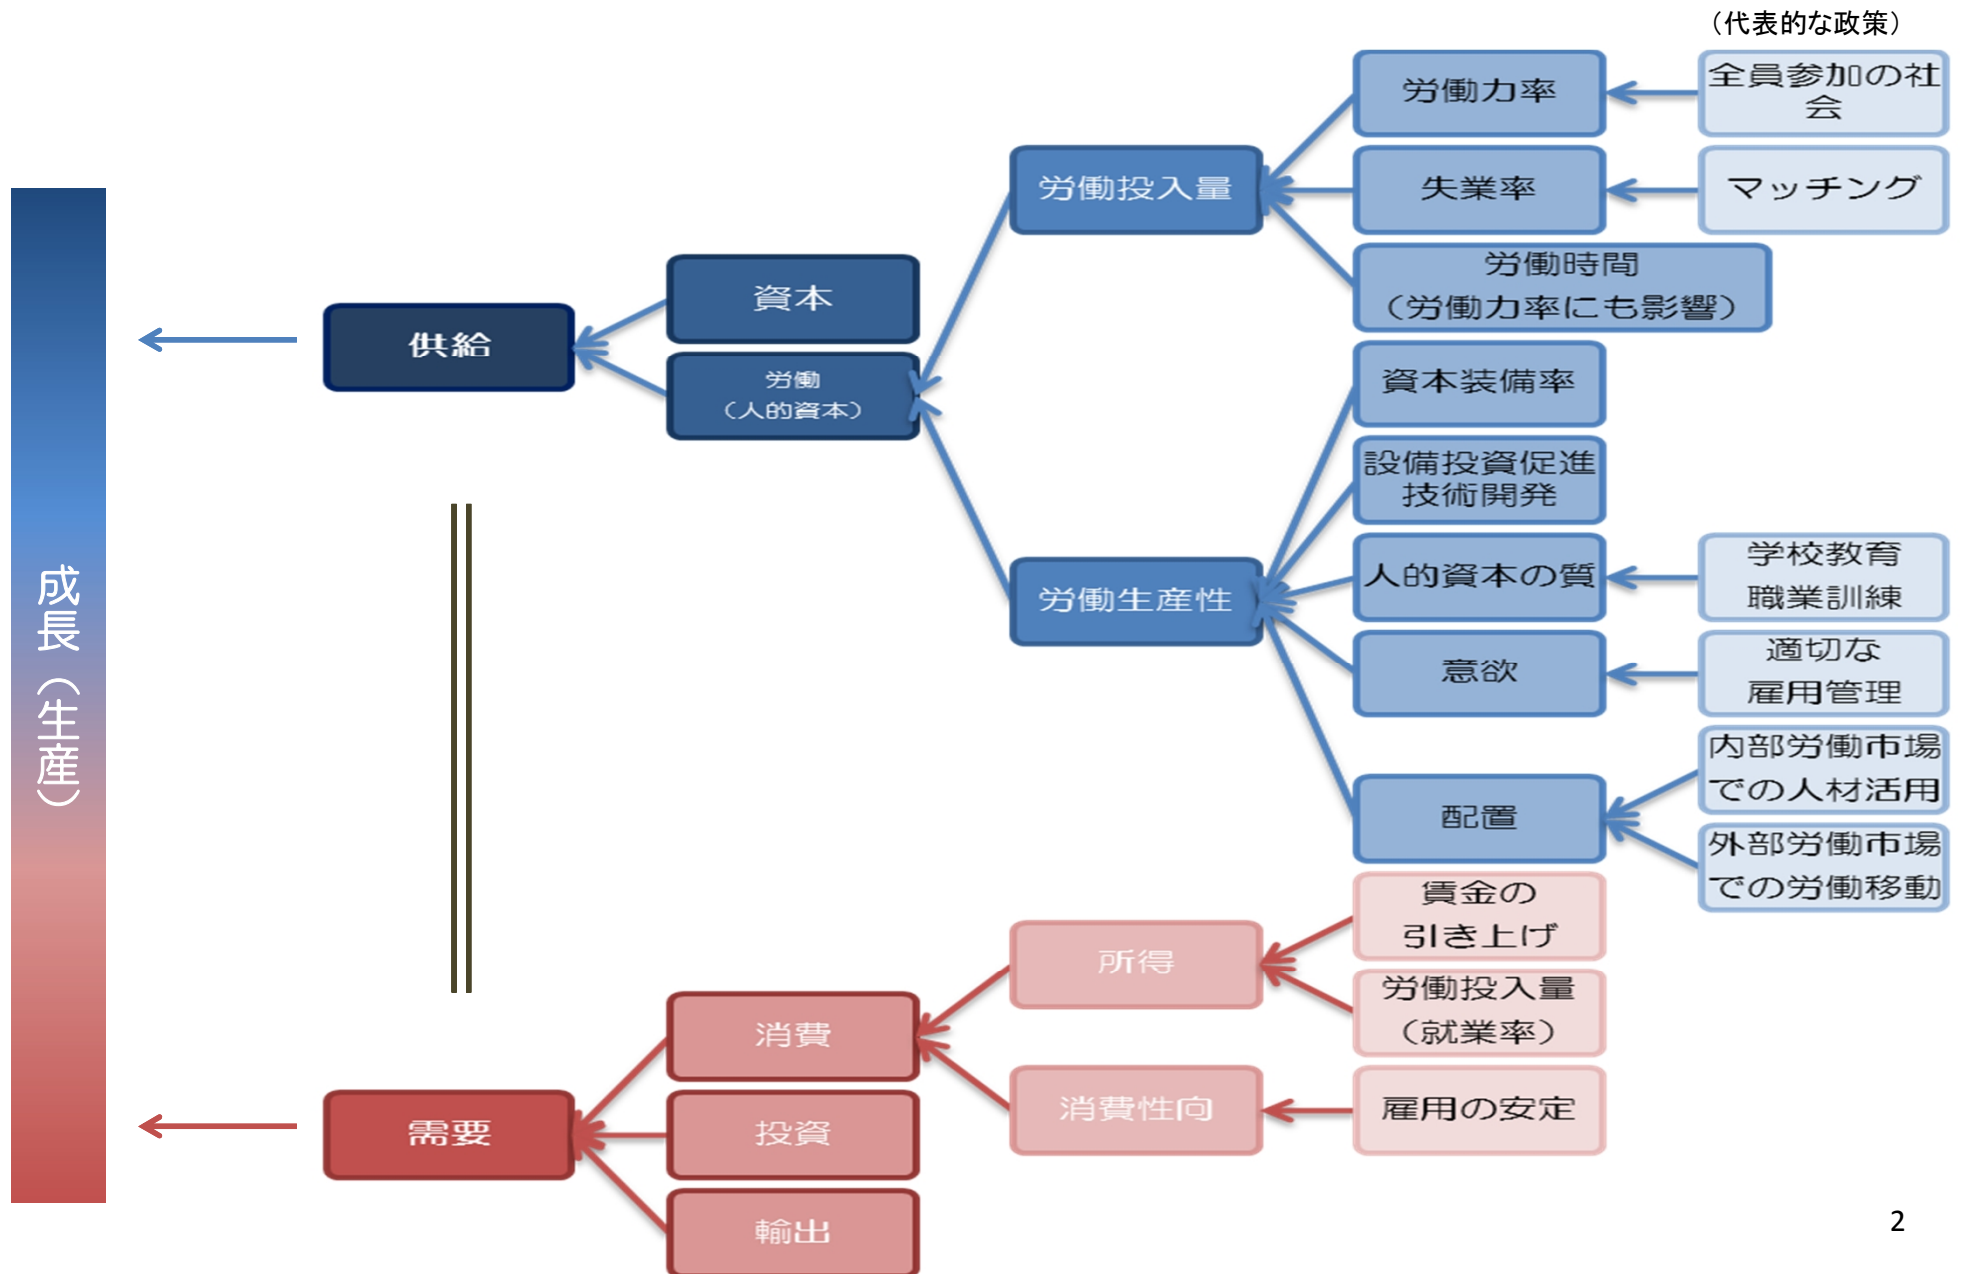 （代表的な政策）
成長（生産）
供給
資本
労働
（人的資本）
労働投入量
労働力率
全員参加の社
会
失業率
マッチング
労働時間
（労働力率にも影響）
労働生産性
資本装備率
設備投資促進
技術開発
人的資本の質
学校教育
職業訓練
意欲
適切な
雇用管理
配置
内部労働市場
での人材活用
外部労働市場
での労働移動
需要
消費
所得
賃金の
引き上げ
労働投入量
（就業率）
消費性向
雇用の安定
投資
輸出
2